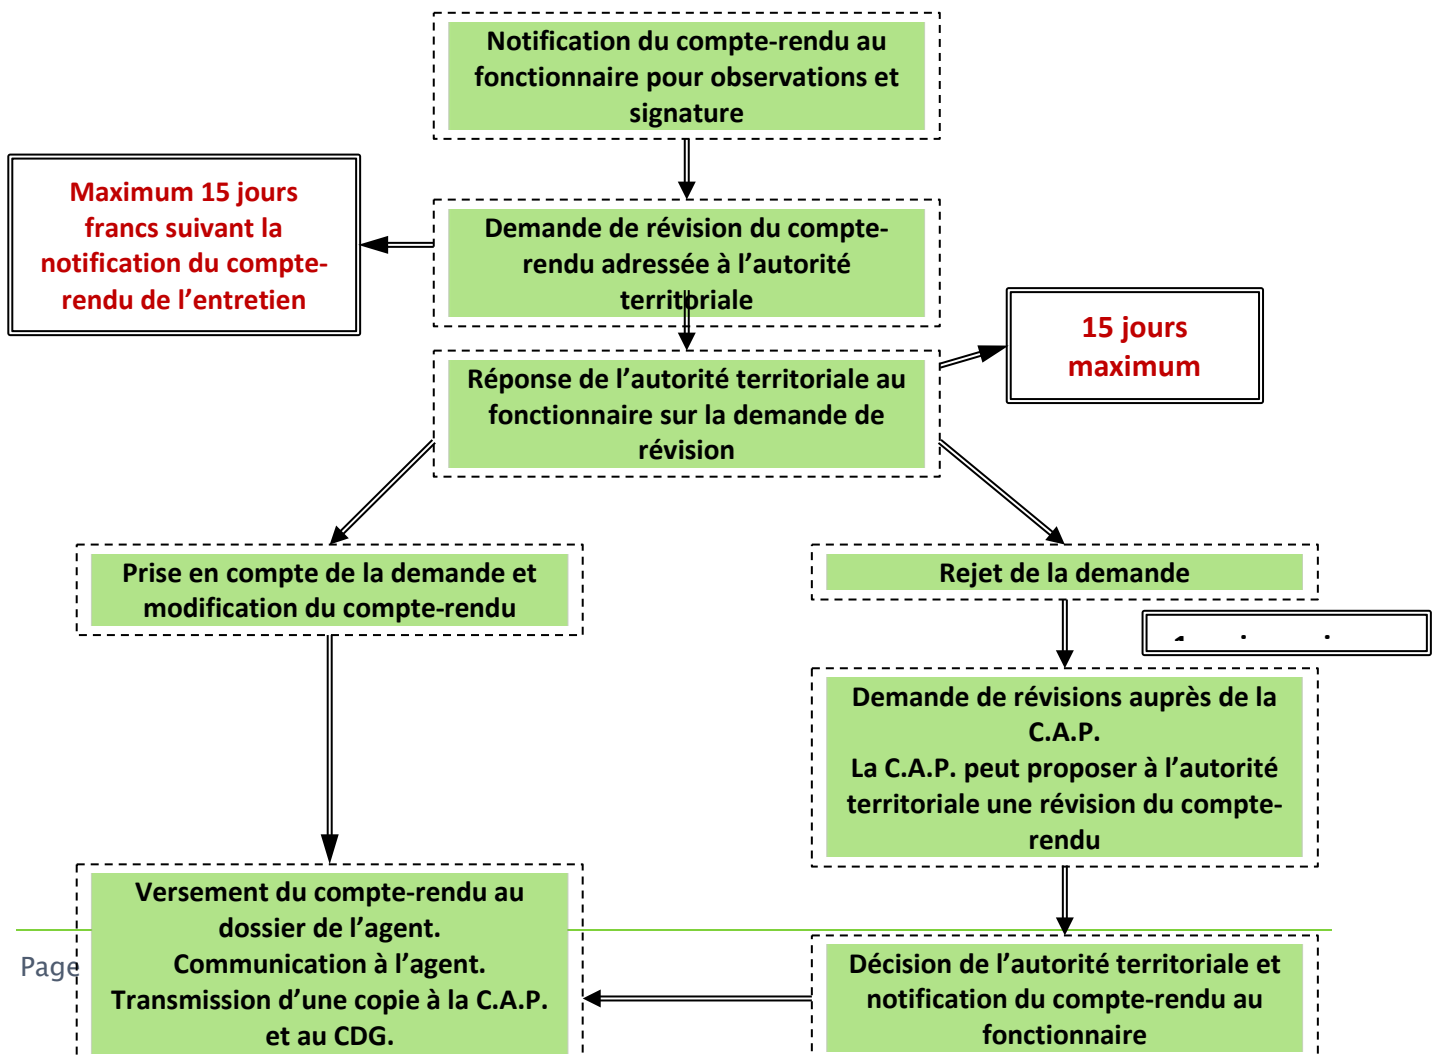 Notification du compte-rendu au
fonctionnaire pour observations et
signature
Maximum 15 jours
francs suivant la
notification du compte-
rendu de l’entretien
Demande de révision du compte-
rendu adressée à l’autorité
territoriale
15 jours
maximum
Réponse de l’autorité territoriale au
fonctionnaire sur la demande de
révision
Prise en compte de la demande et
modification du compte-rendu
Rejet de la demande
Demande de révisions auprès de la
C.A.P.
La C.A.P. peut proposer à l’autorité
territoriale une révision du compte-
rendu
Versement du compte-rendu au
dossier de l’agent.
Communication à l’agent.
Transmission d’une copie à la C.A.P.
et au CDG.
Décision de l’autorité territoriale et
notification du compte-rendu au
fonctionnaire
Page